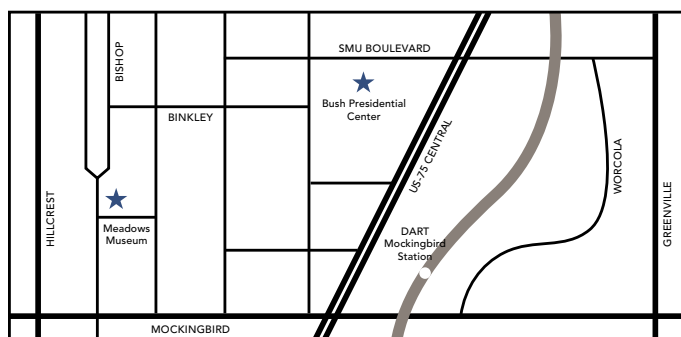 SMU BOULEVARD
BISHOP
Bush Presidential
Center
BINKLEY
US-75 CENTRAL
WORCOLA
HILLCREST
GREENVILLE
Meadows
Museum
DART
Mockingbird
Station
MOCKINGBIRD